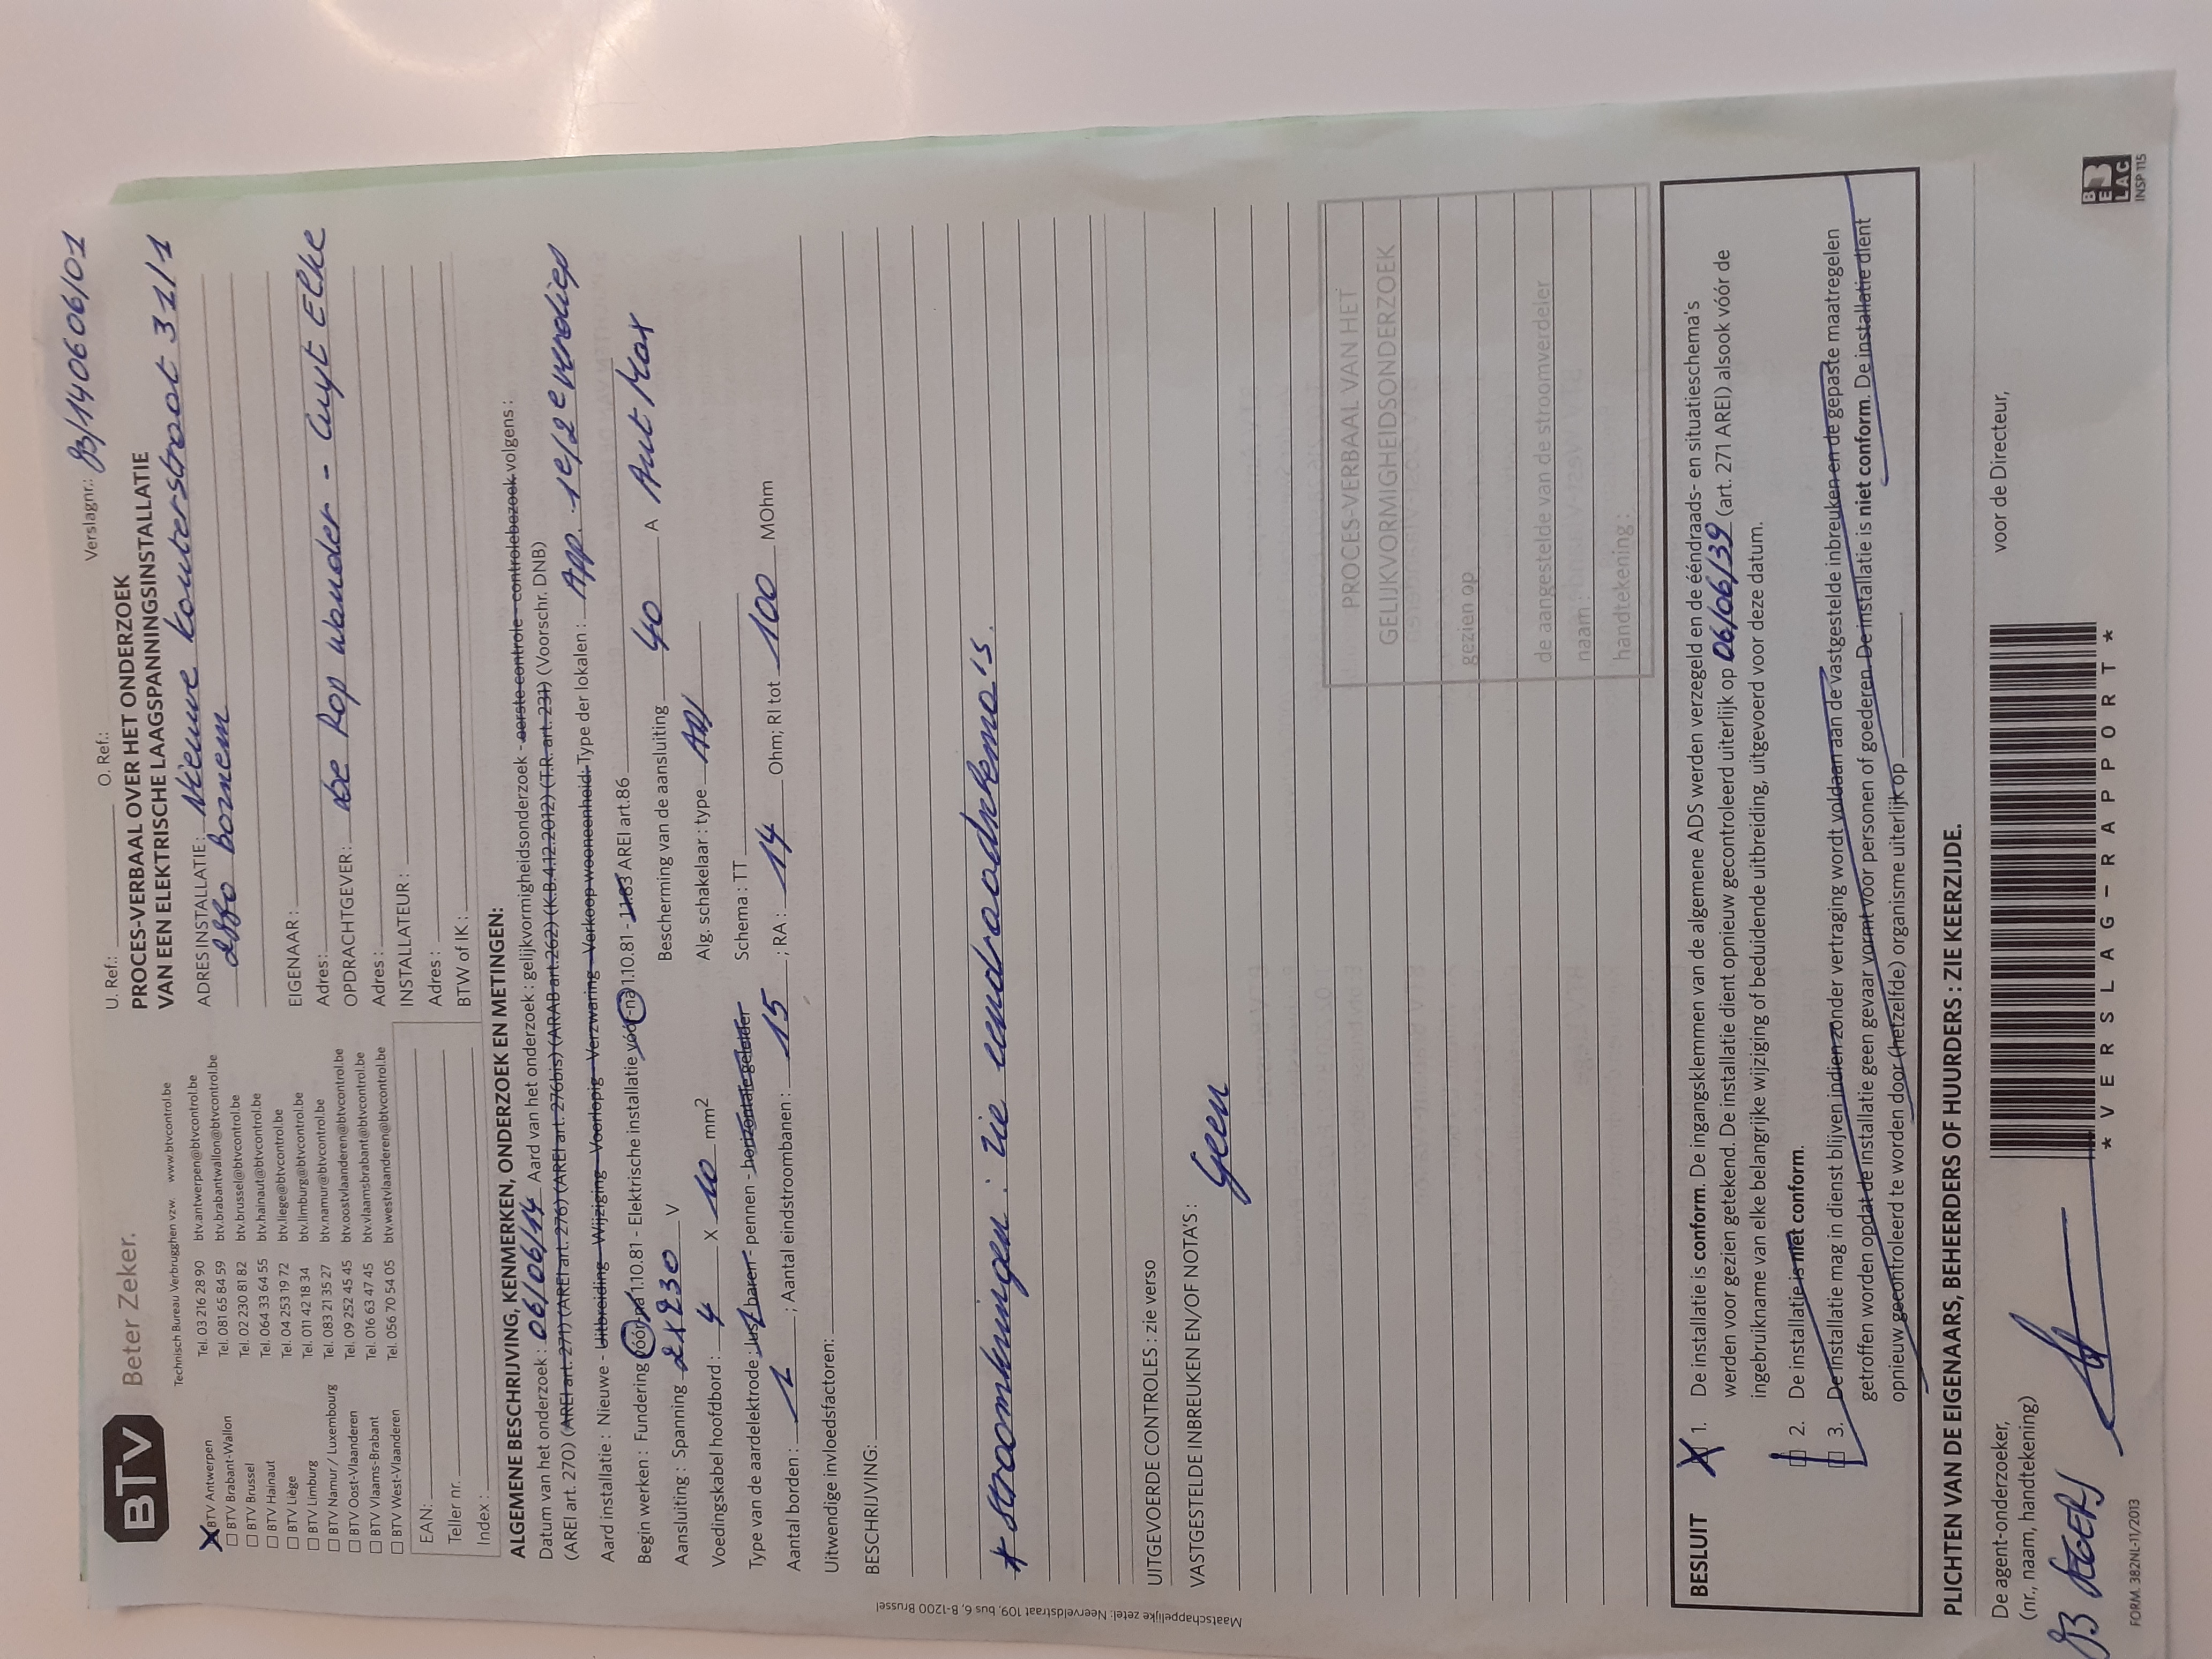 BTV Beter Zeker.
Technisch Bureau Verbrugghen vzw. www.btvcontrol.be
X BTV Antwerpen Tel. 03 216 28 90 btv.antwerpen@btvcontrol.be
☐ BTV Brabant-Wallon Tel. 081 65 84 59 btv.brabantwallon@btvcontrol.be
☐ BTV Brussel Tel. 02 230 81 82 btv.brussel@btvcontrol.be
☐ BTV Hainaut Tel. 064 33 64 55 btv.hainaut@btvcontrol.be
☐ BTV Liège Tel. 04 253 19 72 btv.liege@btvcontrol.be
☐ BTV Limburg Tel. 011 42 18 34 btv.limburg@btvcontrol.be
☐ BTV Namur / Luxembourg Tel. 083 21 35 27 btv.namur@btvcontrol.be
☐ BTV Oost-Vlaanderen Tel. 09 252 45 45 btv.oostvlaanderen@btvcontrol.be
☐ BTV Vlaams-Brabant Tel. 016 63 47 45 btv.vlaamsbrabant@btvcontrol.be
☐ BTV West-Vlaanderen Tel. 056 70 54 05 btv.westvlaanderen@btvcontrol.be
EAN:
Teller nr.
Index :
U. Ref.: O. Ref.: Verslagnr.: 93/140606/01
PROCES-VERBAAL OVER HET ONDERZOEK
VAN EEN ELEKTRISCHE LAAGSPANNINGSINSTALLATIE
ADRES INSTALLATIE: Nieuwe Kouterstraat 31/1
2880 Bornem
EIGENAAR :
Adres :
OPDRACHTGEVER : De Rop Wander - Cuyt Elke
Adres :
INSTALLATEUR :
Adres :
BTW of IK :
ALGEMENE BESCHRIJVING, KENMERKEN, ONDERZOEK EN METINGEN:
Datum van het onderzoek : 06/06/14 Aard van het onderzoek : gelijkvormigheidsonderzoek - eerste controle - controlebezoek volgens :
(AREI art. 270) (AREI art. 271) (AREI art. 276) (AREI art. 276bis) (ARAB art.262) (K.B.4.12.2012) (T.R. art. 231) (Voorschr. DNB)
Aard installatie : Nieuwe - Uitbreiding - Wijziging - Voorlopig - Verzwaring - Verkoop wooneenheid. Type der lokalen : App. 1e/2e verdiep
Begin werken : Fundering vóór-na 1.10.81 - Elektrische installatie vóór-na 1.10.81 - 1.1.83 AREI art.86
Aansluiting : Spanning 2x230 V Bescherming van de aansluiting 40 A Aut Max
Voedingskabel hoofdbord : 4 X 10 mm2 Alg. schakelaar : type ADS
Type van de aardelektrode : lus / baren - pennen - horizontale geleider Schema : TT
Aantal borden : 1 ; Aantal eindstroombanen : 15 ; RA : 14 Ohm; RI tot 100 MOhm
Uitwendige invloedsfactoren:
BESCHRIJVING:
* stroomkringen : zie eendraadschema's.
UITGEVOERDE CONTROLES : zie verso
VASTGESTELDE INBREUKEN EN/OF NOTA'S :
Geen
PROCES-VERBAAL VAN HET
GELIJKVORMIGHEIDSONDERZOEK
gezien op
de aangestelde van de stroomverdeler
naam :
handtekening :
Maatschappelijke zetel: Neerveldstraat 109, bus 6, B-1200 Brussel
BESLUIT X 1. De installatie is conform. De ingangsklemmen van de algemene ADS werden verzegeld en de ééndraads- en situatieschema's
werden voor gezien getekend. De installatie dient opnieuw gecontroleerd uiterlijk op 06/06/39 (art. 271 AREI) alsook vóór de
ingebruikname van elke belangrijke wijziging of beduidende uitbreiding, uitgevoerd voor deze datum.
☐ 2. De installatie is niet conform.
☐ 3. De installatie mag in dienst blijven indien zonder vertraging wordt voldaan aan de vastgestelde inbreuken en de gepaste maatregelen
getroffen worden opdat de installatie geen gevaar vormt voor personen of goederen. De installatie is niet conform. De installatie dient
opnieuw gecontroleerd te worden door (hetzelfde) organisme uiterlijk op
PLICHTEN VAN DE EIGENAARS, BEHEERDERS OF HUURDERS : ZIE KEERZIJDE.
De agent-onderzoeker, voor de Directeur,
(nr., naam, handtekening)
93
* V E R S L A G - R A P P O R T *
FORM. 382NL-11/2013
BELAC
INSP 115